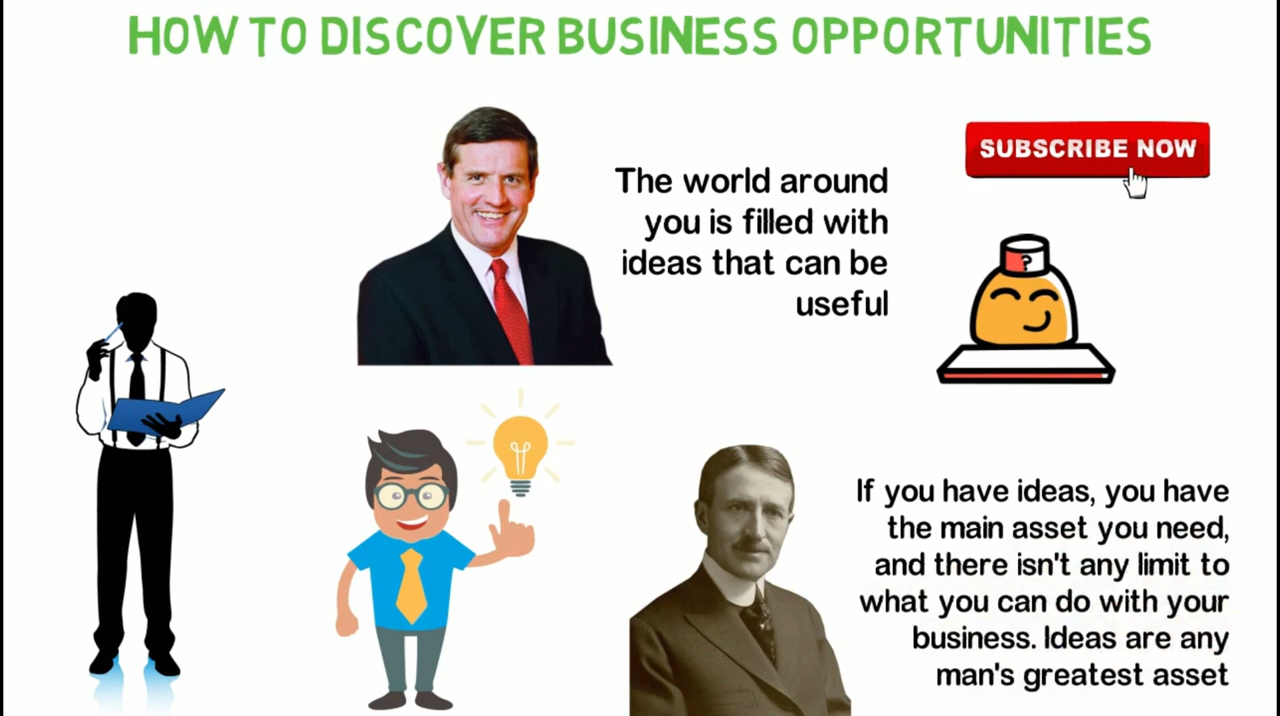 HOW TO DISCOVER BUSINESS OPPORTUNITIES
SUBSCRIBE NOW
The world around
you is filled with
ideas that can be
useful
?
If you have ideas, you have
the main asset you need,
and there isn't any limit to
what you can do with your
business. Ideas are any
man's greatest asset